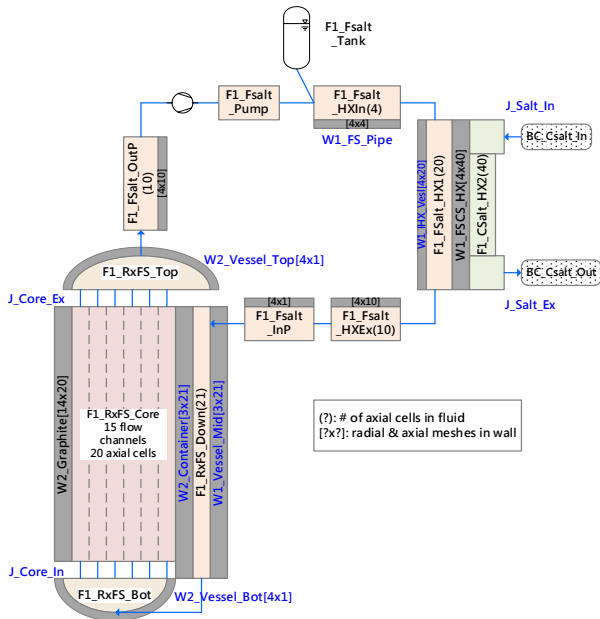 F1_Fsalt
_Tank
F1_Fsalt
_Pump
F1_Fsalt
_HXIn(4)
[4x4]
W1_FS_Pipe
J_Salt_In
BC_Csalt_In
F1_FSalt_OutP
(10)
[4x10]
W1_IHX_Vesl[4x20]
F1_FSalt_HX1(20)
W1_FSCS_HX[4x40]
F1_CSalt_HX2(40)
BC_Csalt_Out
J_Salt_Ex
W2_Vessel_Top[4x1]
F1_RxFS_Top
J_Core_Ex
[4x1]
F1_Fsalt
_InP
[4x10]
F1_Fsalt
_HXEx(10)
W2_Graphite[14x20]
F1_RxFS_Core
15 flow
channels
20 axial cells
W2_Container[3x21]
F1_RxFS_Down(21)
W1_Vessel_Mid[3x21]
(?): # of axial cells in fluid
[?x?]: radial & axial meshes in wall
J_Core_In
F1_RxFS_Bot
W2_Vessel_Bot[4x1]